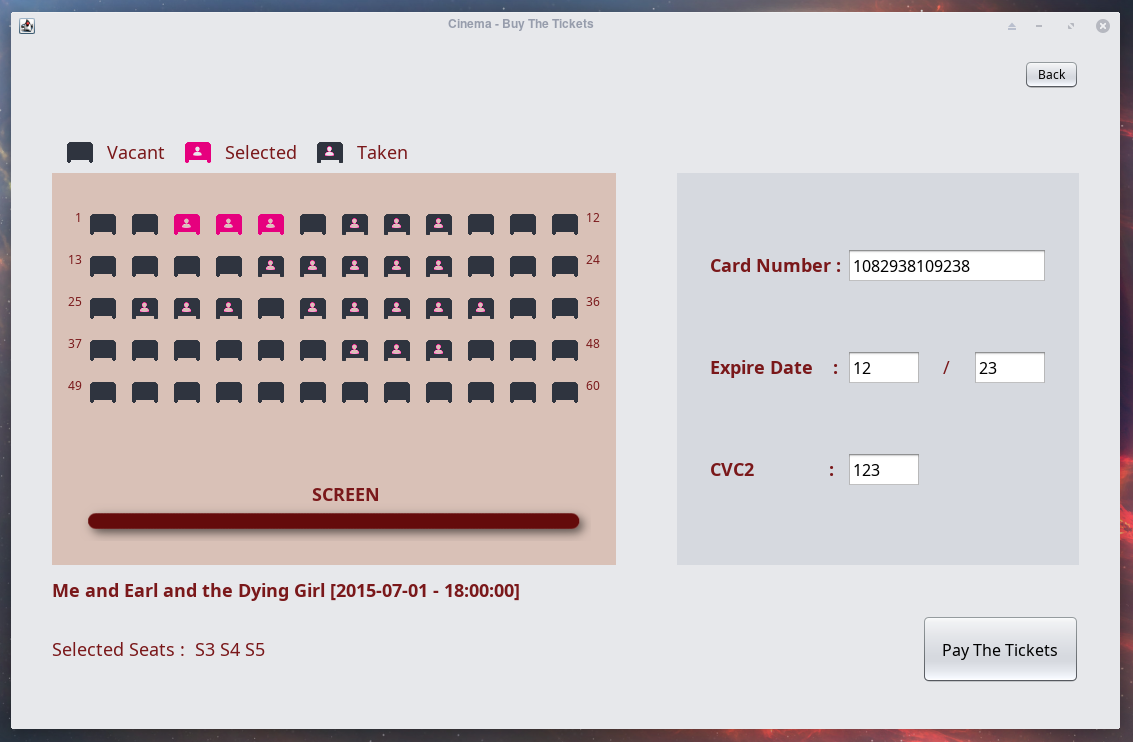 Cinema - Buy The Tickets
Back
Vacant Selected Taken
1 12
13 24
25 36
37 48
49 60
SCREEN
Card Number : 1082938109238
Expire Date : 12 / 23
CVC2 : 123
Me and Earl and the Dying Girl [2015-07-01 - 18:00:00]
Selected Seats : S3 S4 S5
Pay The Tickets